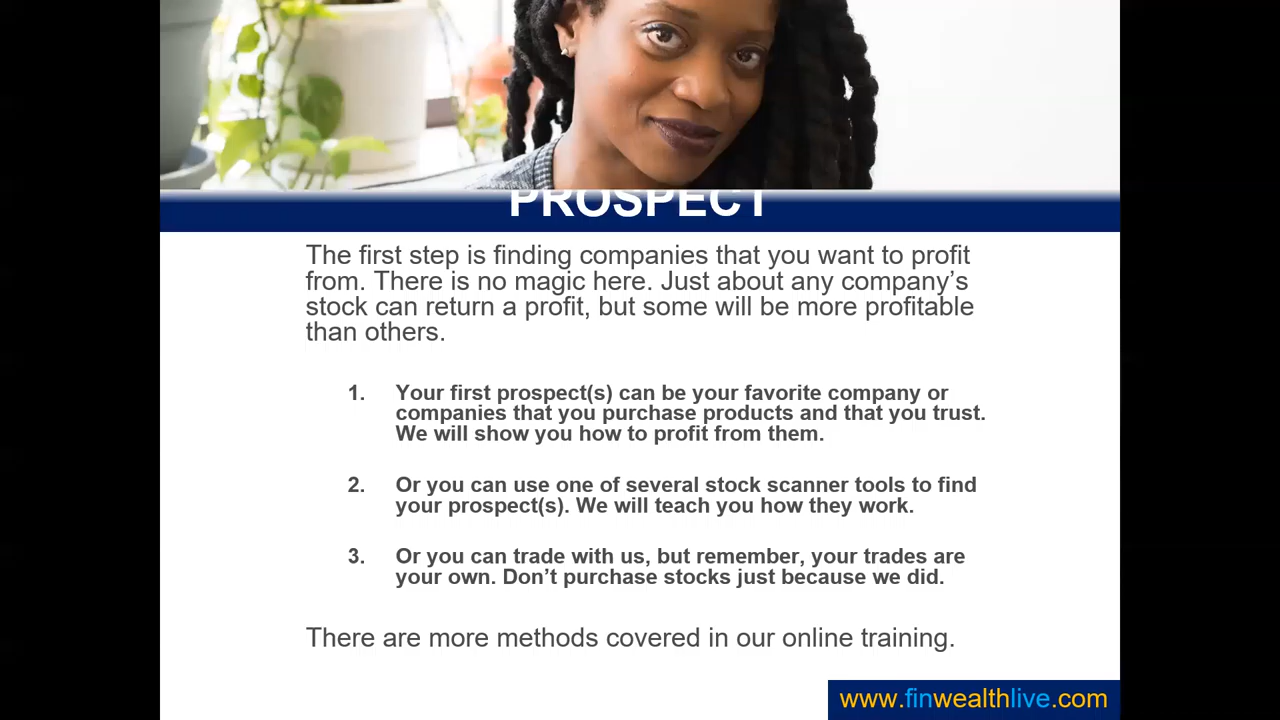 PROSPECT
The first step is finding companies that you want to profit
from. There is no magic here. Just about any company’s
stock can return a profit, but some will be more profitable
than others.
1. Your first prospect(s) can be your favorite company or
companies that you purchase products and that you trust.
We will show you how to profit from them.
2. Or you can use one of several stock scanner tools to find
your prospect(s). We will teach you how they work.
3. Or you can trade with us, but remember, your trades are
your own. Don’t purchase stocks just because we did.
There are more methods covered in our online training.
www.finwealthlive.com